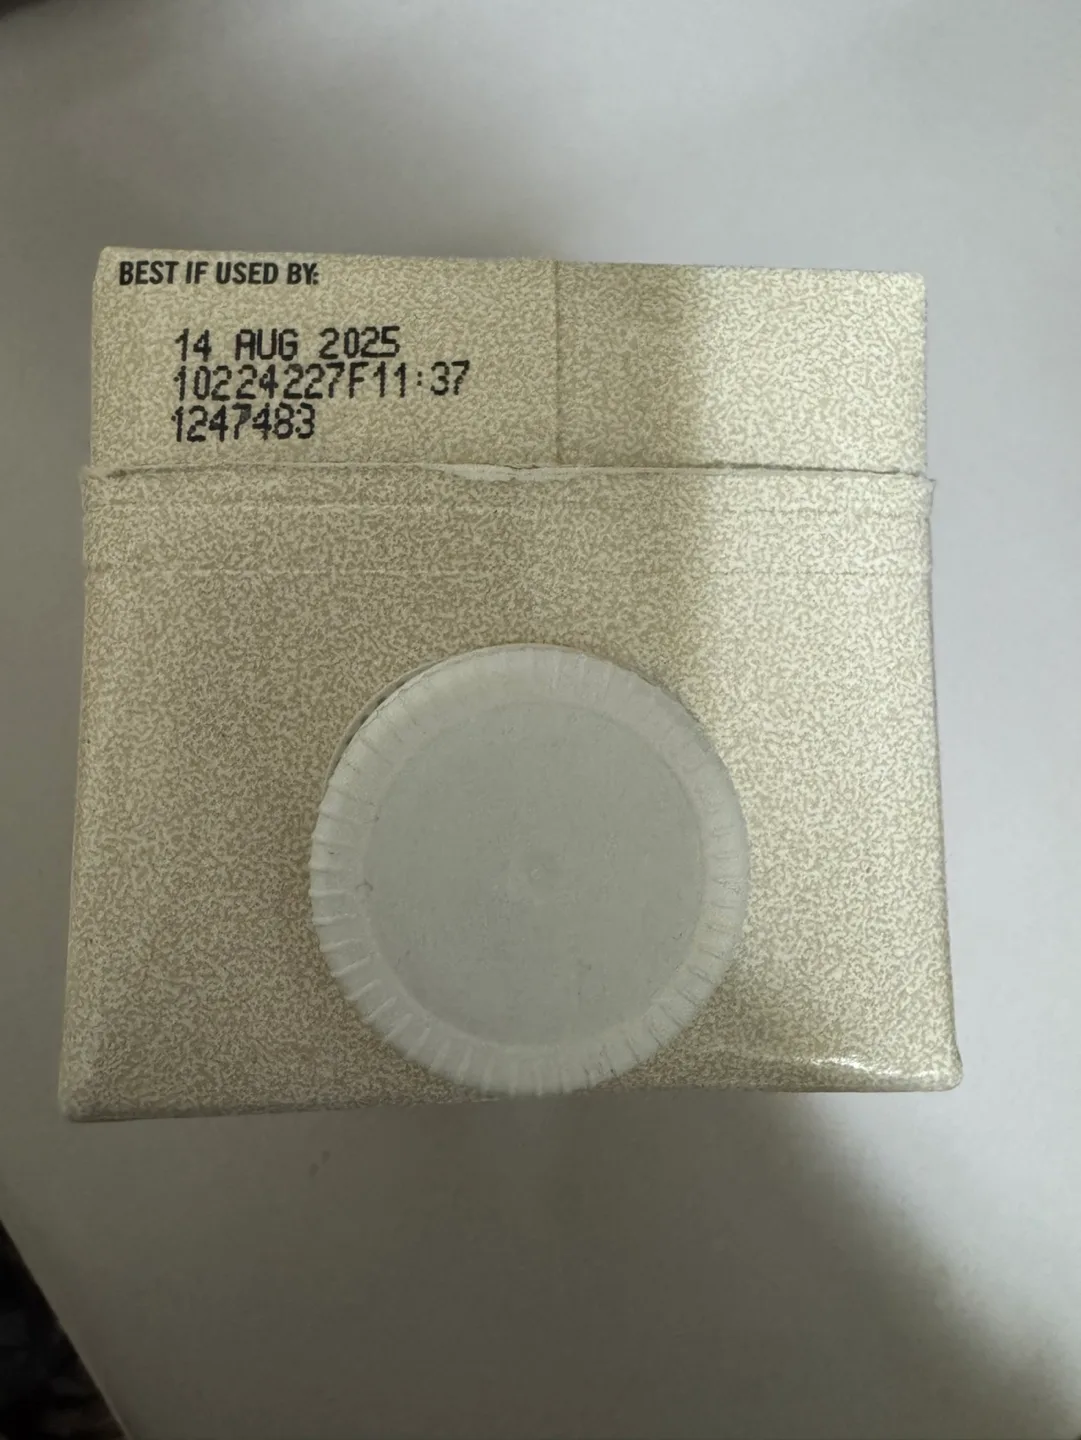 BEST IF USED BY:
14 AUG 2025
10224227F11:37
1247483